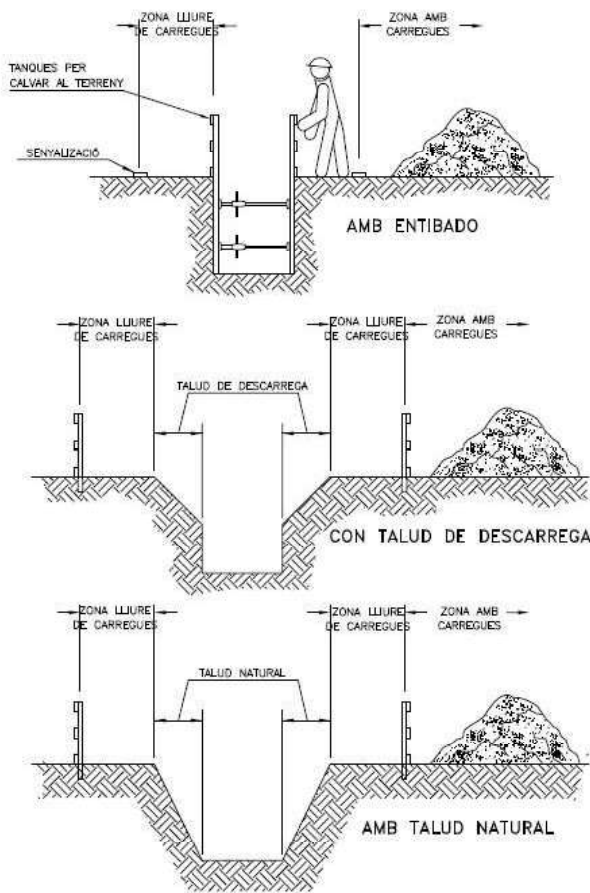 ZONA LLIURE
DE CARREGUES
ZONA AMB
CARREGUES
TANQUES PER
CALVAR AL TERRENY
SENYALIZACIÓ
AMB ENTIBADO
ZONA LLIURE
DE CARREGUES
ZONA LLIURE
DE CARREGUES
ZONA AMB
CARREGUES
TALUD DE DESCARREGA
CON TALUD DE DESCARREGA
ZONA LLIURE
DE CARREGUES
ZONA LLIURE
DE CARREGUES
ZONA AMB
CARREGUES
TALUD NATURAL
AMB TALUD NATURAL